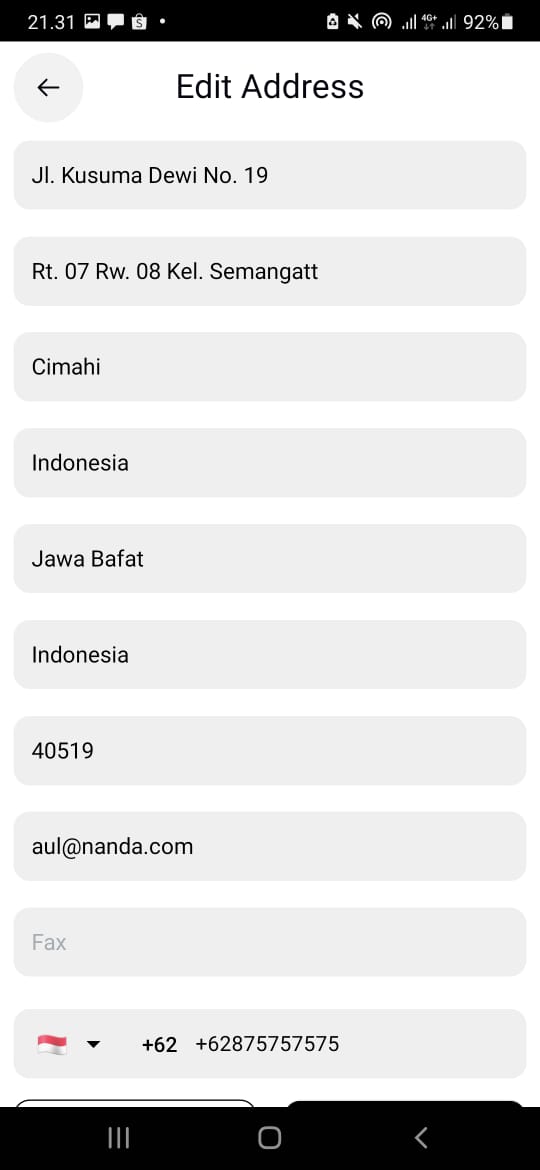 21.31
4G+
92%
Edit Address
Jl. Kusuma Dewi No. 19
Rt. 07 Rw. 08 Kel. Semangatt
Cimahi
Indonesia
Jawa Bafat
Indonesia
40519
aul@nanda.com
Fax
+62 +62875757575